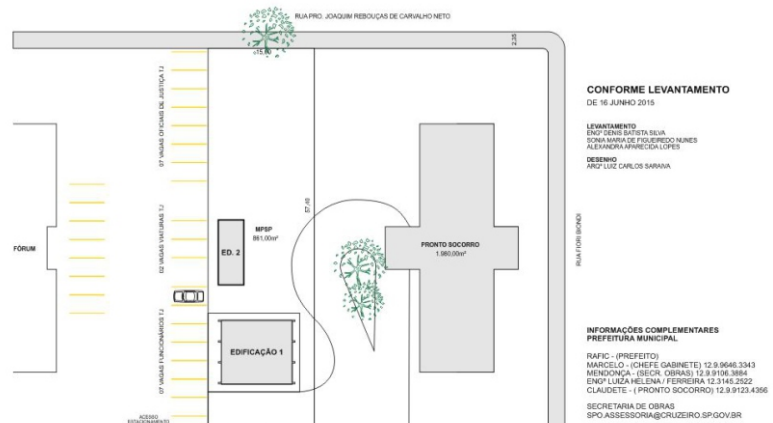 RUA PRO. JOAQUIM REBOUÇAS DE CARVALHO NETO
2,35
15,00
07 VAGAS OFICIAIS DE JUSTIÇA TJ
CONFORME LEVANTAMENTO
DE 16 JUNHO 2015
LEVANTAMENTO
ENGº DENIS BATISTA SILVA
SONIA MARIA DE FIGUEIREDO NUNES
ALEXANDRA APARECIDA LOPES
DESENHO
ARQº LUIZ CARLOS SARAIVA
57,40
FÓRUM
02 VAGAS VIATURAS TJ
ED. 2
MPSP
861,00m²
PRONTO SOCORRO
1.980,00m²
RUA FIORI BIONDI
07 VAGAS FUNCIONÁRIOS TJ
EDIFICAÇÃO 1
ACESSO
ESTACIONAMENTO
INFORMAÇÕES COMPLEMENTARES
PREFEITURA MUNICIPAL
RAFIC - (PREFEITO)
MARCELO - (CHEFE GABINETE) 12.9.9646.3343
MENDONÇA - (SECR. OBRAS) 12.9.9106.3884
ENGª LUIZA HELENA / FERREIRA 12.3145.2522
CLAUDETE - ( PRONTO SOCORRO) 12.9.9123.4356
SECRETARIA DE OBRAS
SPO.ASSESSORIA@CRUZEIRO.SP.GOV.BR